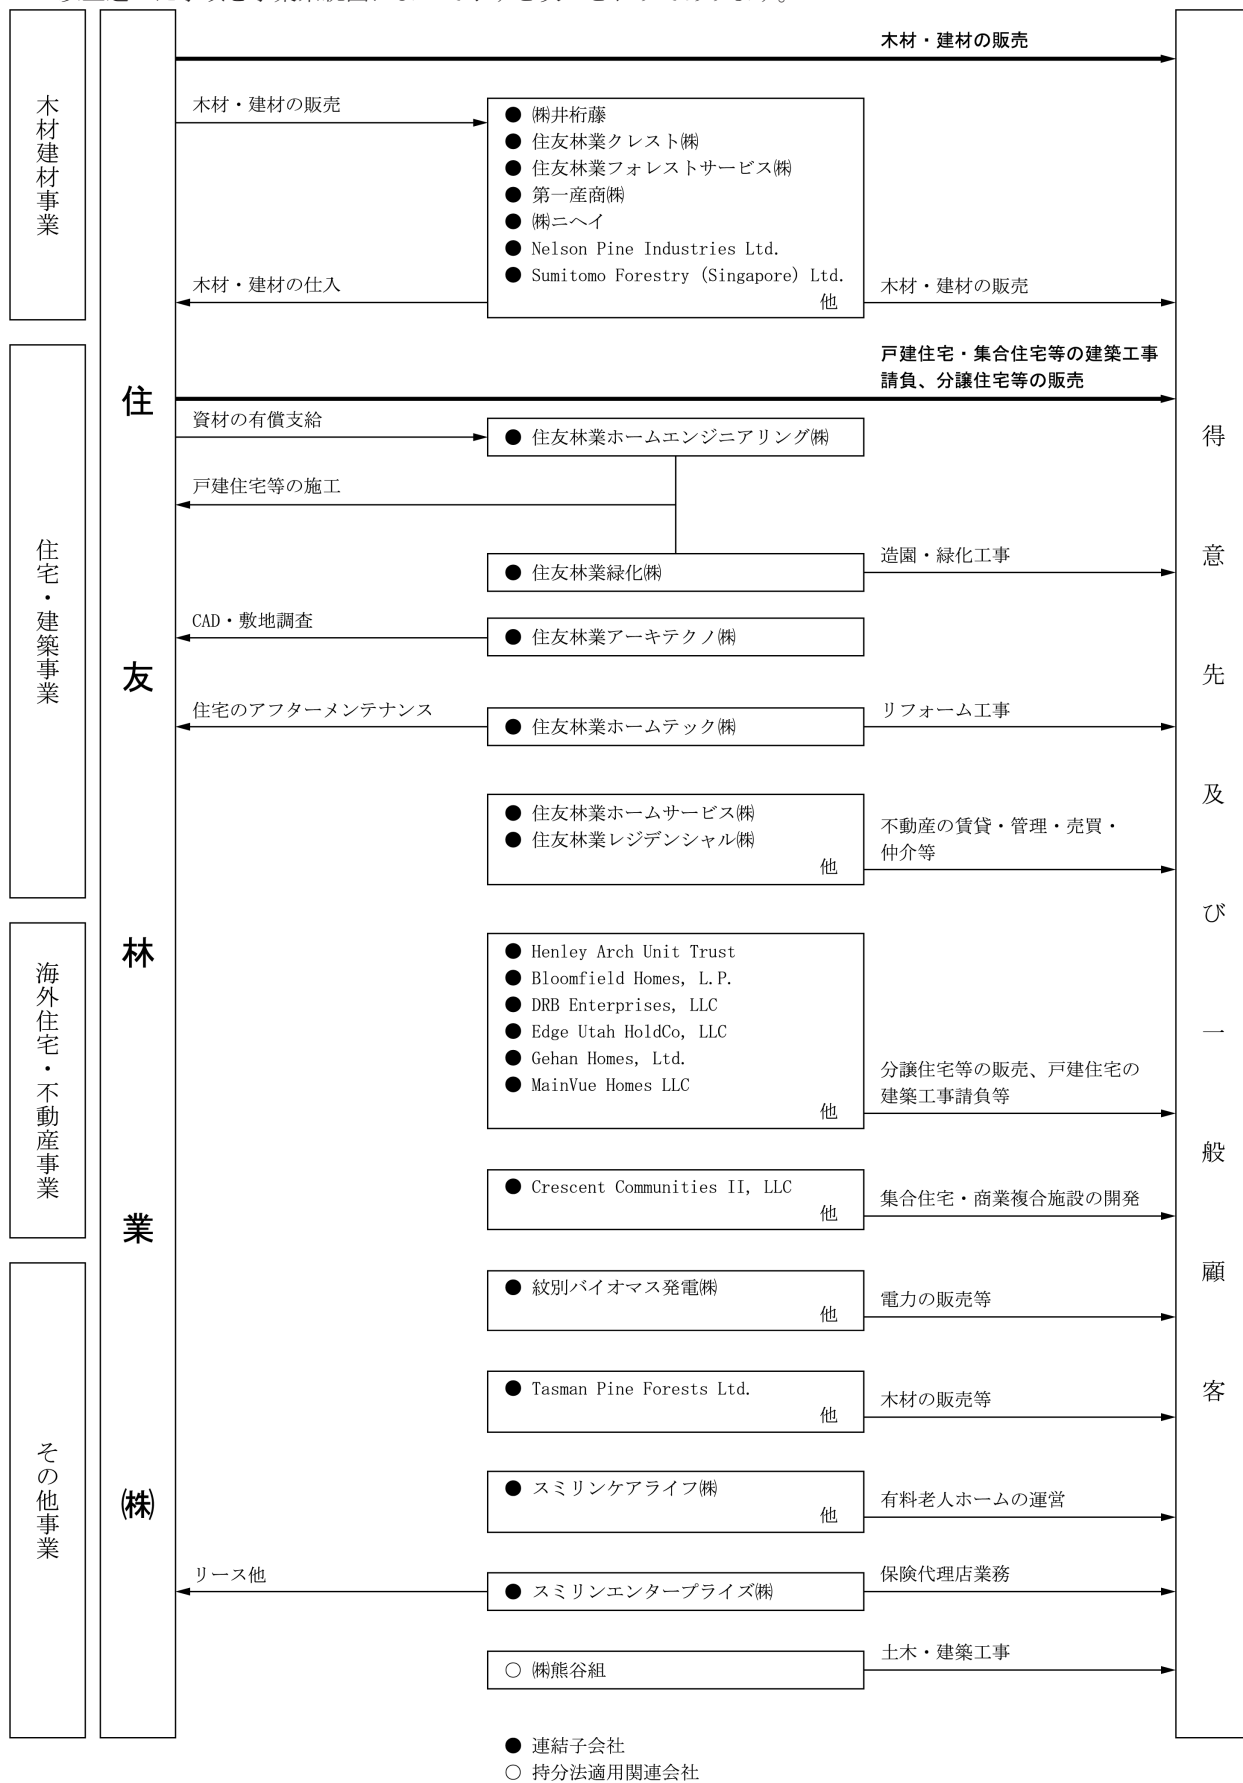 木材建材事業
住宅・建築事業
海外住宅・不動産事業
その他事業
住友林業㈱
木材・建材の販売
木材・建材の販売
● ㈱井桁藤
● 住友林業クレスト㈱
● 住友林業フォレストサービス㈱
● 第一産商㈱
● ㈱ニヘイ
● Nelson Pine Industries Ltd.
● Sumitomo Forestry (Singapore) Ltd.
他
木材・建材の仕入
木材・建材の販売
戸建住宅・集合住宅等の建築工事
請負、分譲住宅等の販売
資材の有償支給
● 住友林業ホームエンジニアリング㈱
戸建住宅等の施工
● 住友林業緑化㈱
造園・緑化工事
CAD・敷地調査
● 住友林業アーキテクノ㈱
住宅のアフターメンテナンス
● 住友林業ホームテック㈱
リフォーム工事
● 住友林業ホームサービス㈱
● 住友林業レジデンシャル㈱
他
不動産の賃貸・管理・売買・
仲介等
● Henley Arch Unit Trust
● Bloomfield Homes, L.P.
● DRB Enterprises, LLC
● Edge Utah HoldCo, LLC
● Gehan Homes, Ltd.
● MainVue Homes LLC
他
分譲住宅等の販売、戸建住宅の
建築工事請負等
● Crescent Communities II, LLC
他
集合住宅・商業複合施設の開発
● 紋別バイオマス発電㈱
他
電力の販売等
● Tasman Pine Forests Ltd.
他
木材の販売等
● スミリンケアライフ㈱
他
有料老人ホームの運営
リース他
● スミリンエンタープライズ㈱
保険代理店業務
○ ㈱熊谷組
土木・建築工事
得意先及び一般顧客
● 連結子会社
○ 持分法適用関連会社